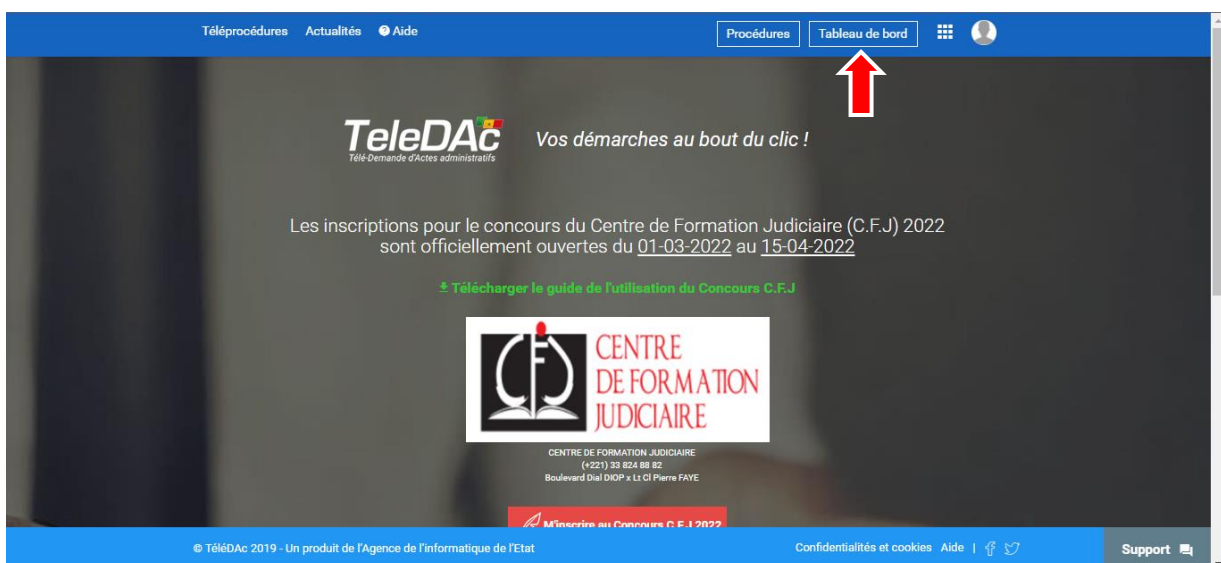 Téléprocédures Actualités Aide Procédures Tableau de bord
TeleDAc
Télé-Demande d'Actes administratifs
Vos démarches au bout du clic !
Les inscriptions pour le concours du Centre de Formation Judiciaire (C.F.J) 2022
sont officiellement ouvertes du 01-03-2022 au 15-04-2022
Télécharger le guide de l'utilisation du Concours C.F.J
CFJ
CENTRE
DE FORMATION
JUDICIAIRE
CENTRE DE FORMATION JUDICIAIRE
(+221) 33 824 88 82
Boulevard Dial DIOP x Lt Cl Pierre FAYE
M'inscrire au Concours C.F.J 2022
© TéléDAc 2019 - Un produit de l'Agence de l'informatique de l'Etat Confidentialités et cookies Aide | Support